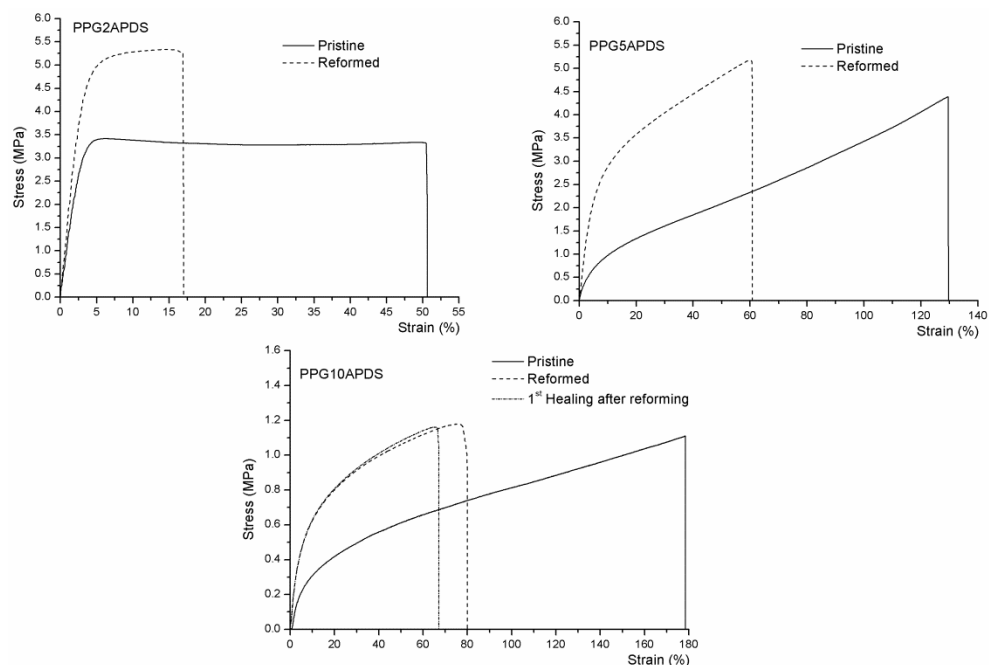 PPG2APDS
Pristine
Reformed
6.0
5.5
5.0
4.5
4.0
3.5
3.0
2.5
2.0
1.5
1.0
0.5
0.0
Stress (MPa)
0 5 10 15 20 25 30 35 40 45 50 55
Strain (%)
PPG5APDS
Pristine
Reformed
6.0
5.5
5.0
4.5
4.0
3.5
3.0
2.5
2.0
1.5
1.0
0.5
0.0
Stress (MPa)
0 20 40 60 80 100 120 140
Strain (%)
PPG10APDS
Pristine
Reformed
1st Healing after reforming
1.6
1.4
1.2
1.0
0.8
0.6
0.4
0.2
0.0
Stress (MPa)
0 20 40 60 80 100 120 140 160 180
Strain (%)